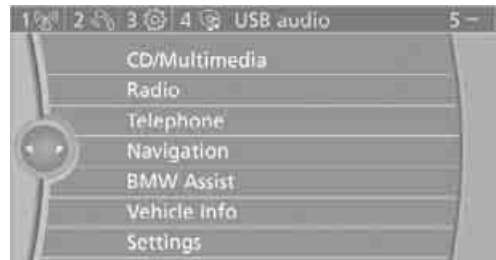 1 2 3 4 USB audio 5
CD/Multimedia
Radio
Telephone
Navigation
BMW Assist
Vehicle Info
Settings